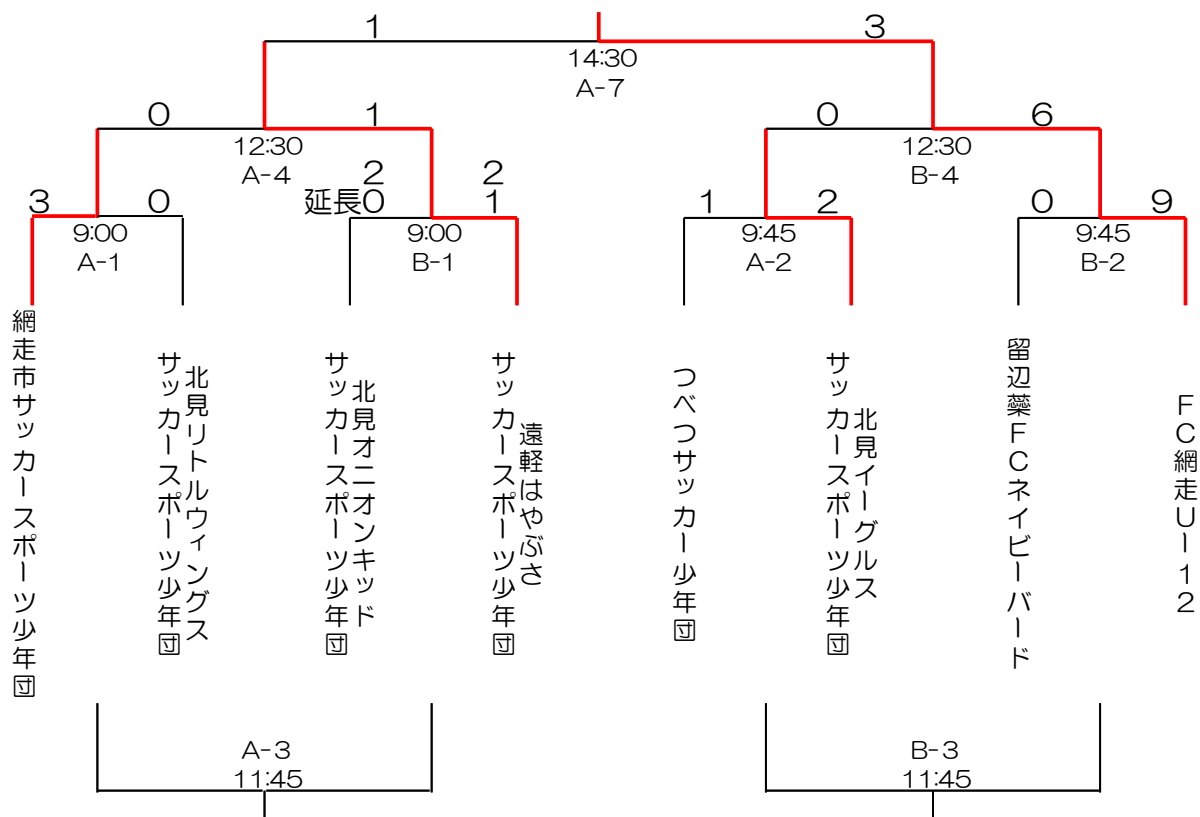 1
3
14:30
A-7
0
1
0
6
12:30
A-4
12:30
B-4
2
2
3
0
延長0
1
1
2
0
9
9:00
A-1
9:00
B-1
9:45
A-2
9:45
B-2
網走市サッカースポーツ少年団
北見リトルウィングス
サッカースポーツ少年団
北見オニオンキッド
サッカースポーツ少年団
遠軽はやぶさ
サッカースポーツ少年団
つべつサッカー少年団
北見イーグルス
サッカースポーツ少年団
留辺蘂FCネイビーバード
FC網走U-12
A-3
11:45
B-3
11:45